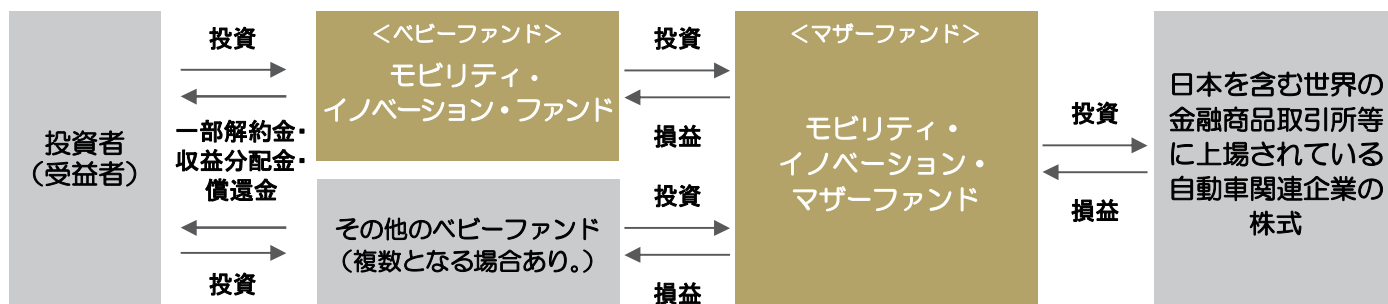 投資者
（受益者）
投資
一部解約金・
収益分配金・
償還金
投資
＜ベビーファンド＞
モビリティ・
イノベーション・ファンド
その他のベビーファンド
（複数となる場合あり。）
投資
損益
投資
損益
＜マザーファンド＞
モビリティ・
イノベーション・
マザーファンド
投資
損益
日本を含む世界の
金融商品取引所等
に上場されている
自動車関連企業の
株式